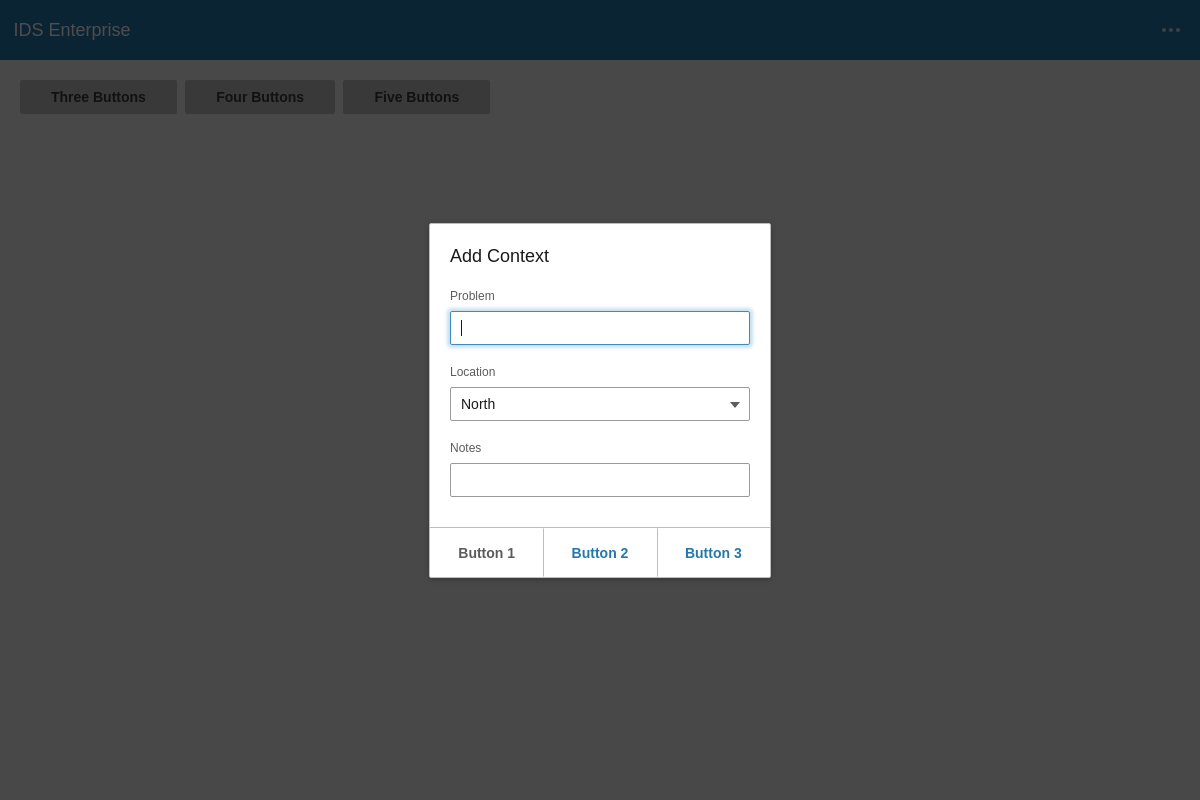 IDS Enterprise
Three Buttons Four Buttons Five Buttons
Add Context
Problem
Location
North
Notes
Button 1 Button 2 Button 3